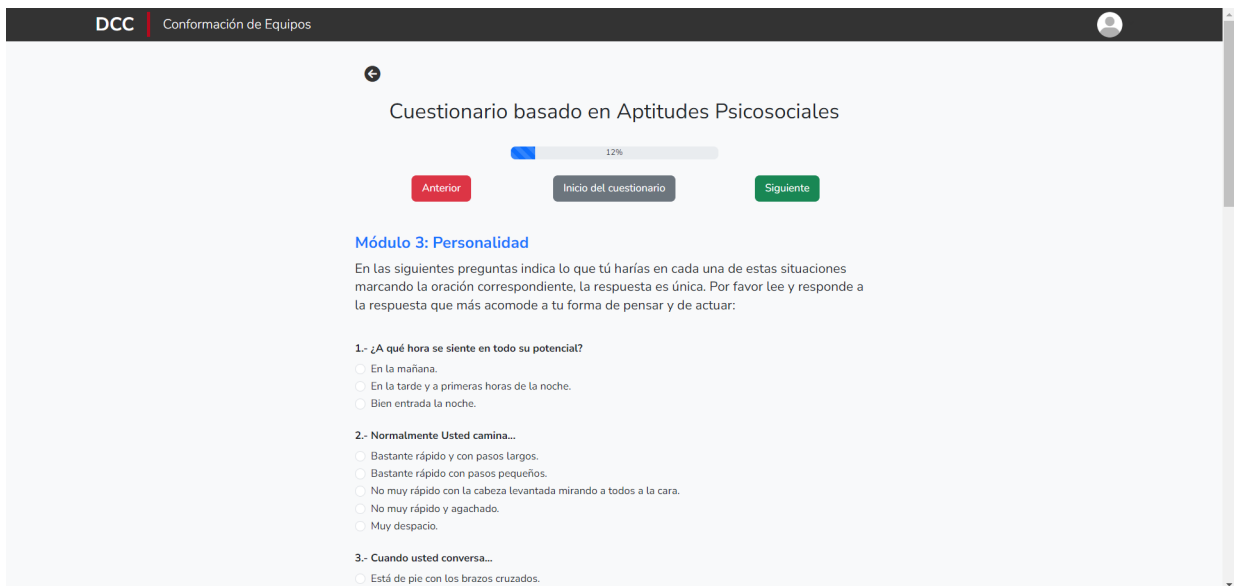 DCC Conformación de Equipos
Cuestionario basado en Aptitudes Psicosociales
12%
Anterior Inicio del cuestionario Siguiente
Módulo 3: Personalidad
En las siguientes preguntas indica lo que tú harías en cada una de estas situaciones
marcando la oración correspondiente, la respuesta es única. Por favor lee y responde a
la respuesta que más acomode a tu forma de pensar y de actuar:
1.- ¿A qué hora se siente en todo su potencial?
En la mañana.
En la tarde y a primeras horas de la noche.
Bien entrada la noche.
2.- Normalmente Usted camina...
Bastante rápido y con pasos largos.
Bastante rápido con pasos pequeños.
No muy rápido con la cabeza levantada mirando a todos a la cara.
No muy rápido y agachado.
Muy despacio.
3.- Cuando usted conversa...
Está de pie con los brazos cruzados.